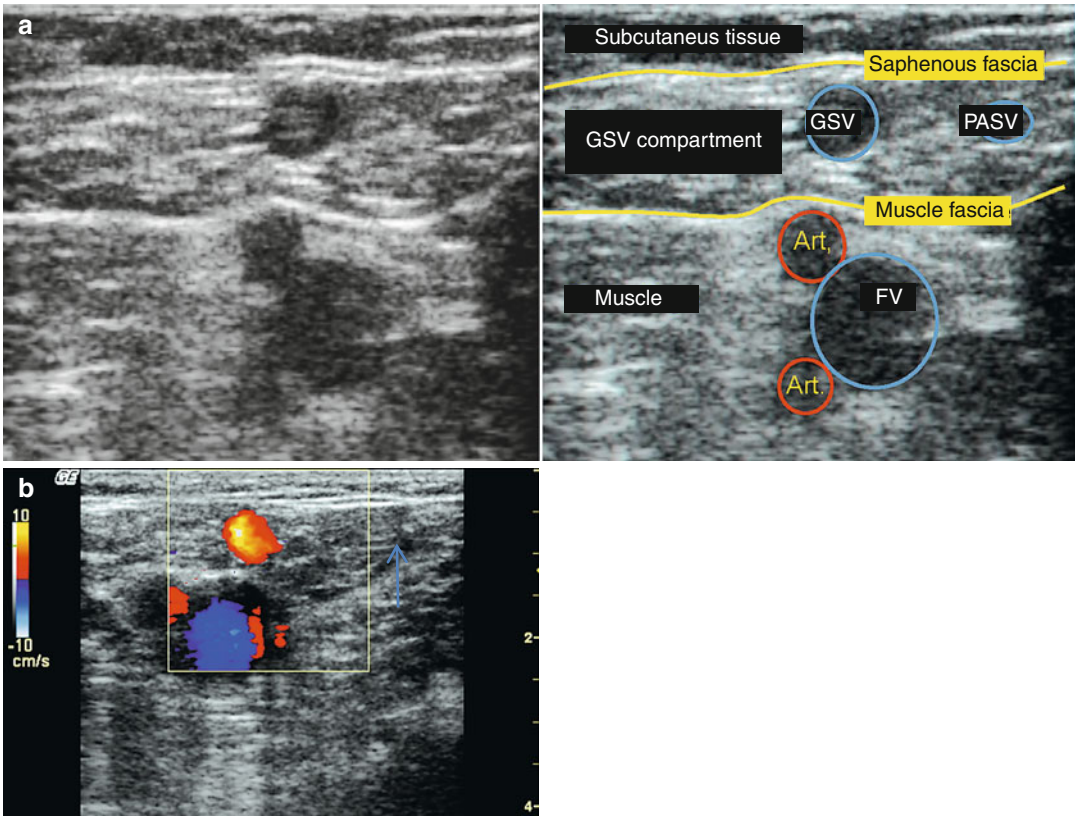 a
Subcutaneus tissue
Saphenous fascia
GSV
PASV
GSV compartment
Muscle fascia
Art,
Muscle
FV
Art.
b
GE
10
-10
cm/s
2
4